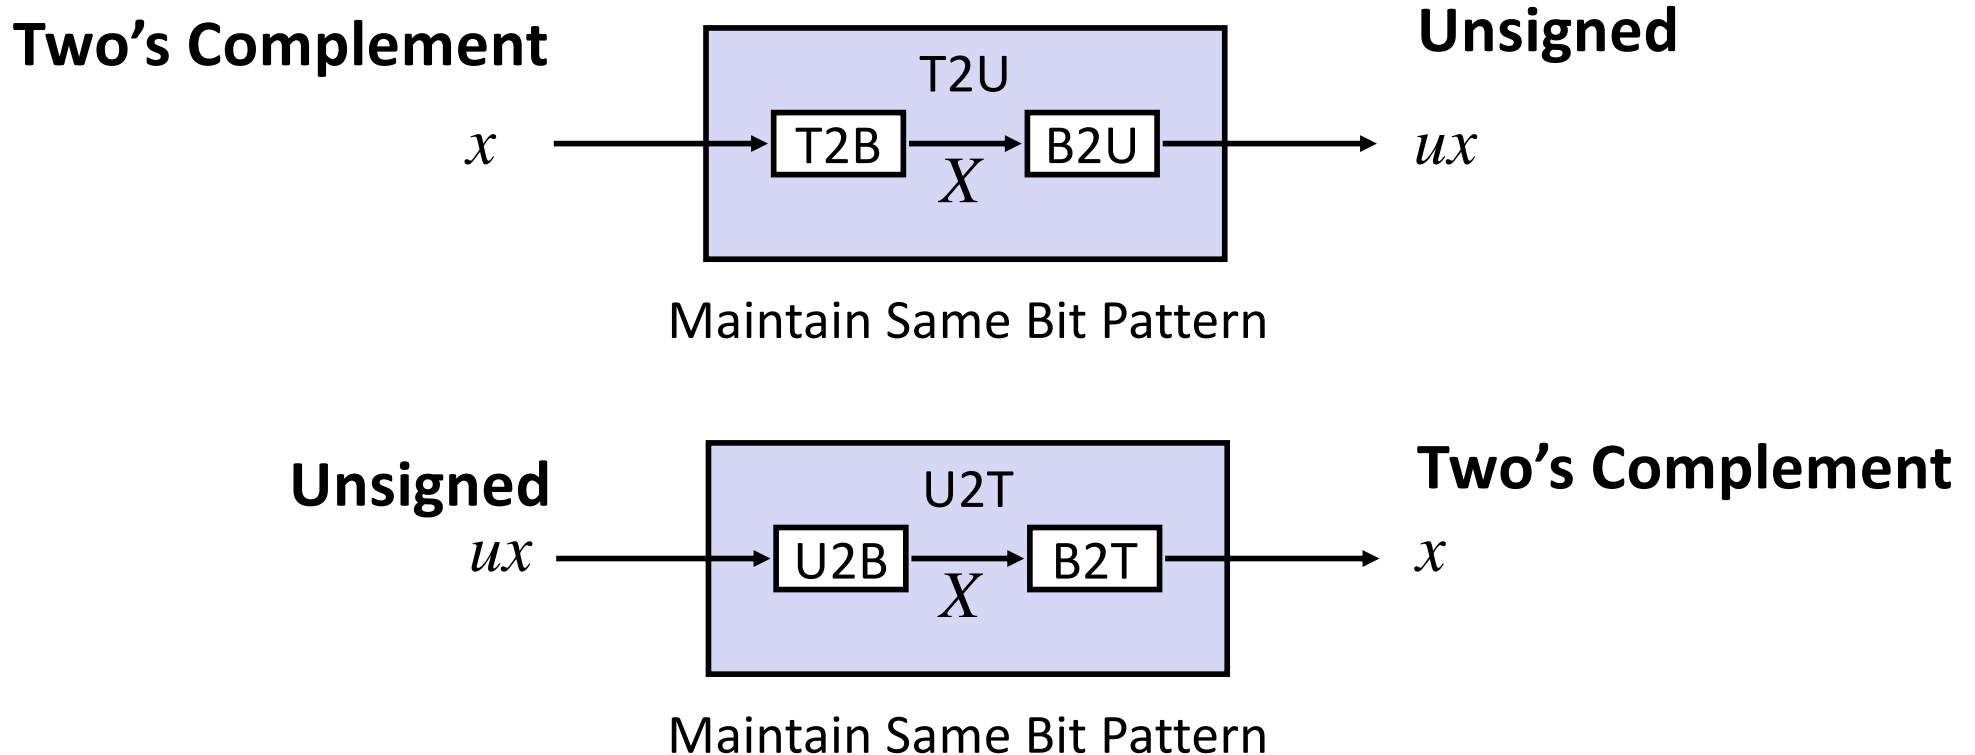 Two’s Complement
Unsigned
T2U
x
T2B
X
B2U
ux
Maintain Same Bit Pattern
Unsigned
Two’s Complement
U2T
ux
U2B
X
B2T
x
Maintain Same Bit Pattern